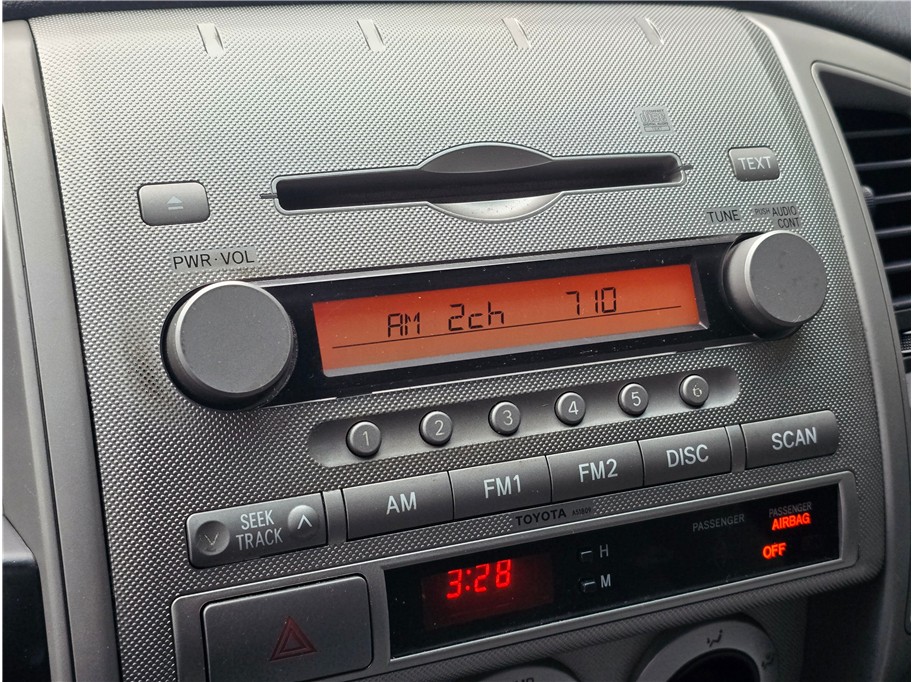 TEXT
TUNE
PUSH AUDIO
CONT
PWR·VOL
AM 2ch 710
1 2 3 4 5 6
AM FM1 FM2 DISC SCAN
SEEK
TRACK
TOYOTA
PASSENGER
PASSENGER
AIRBAG
OFF
3:28
H
M